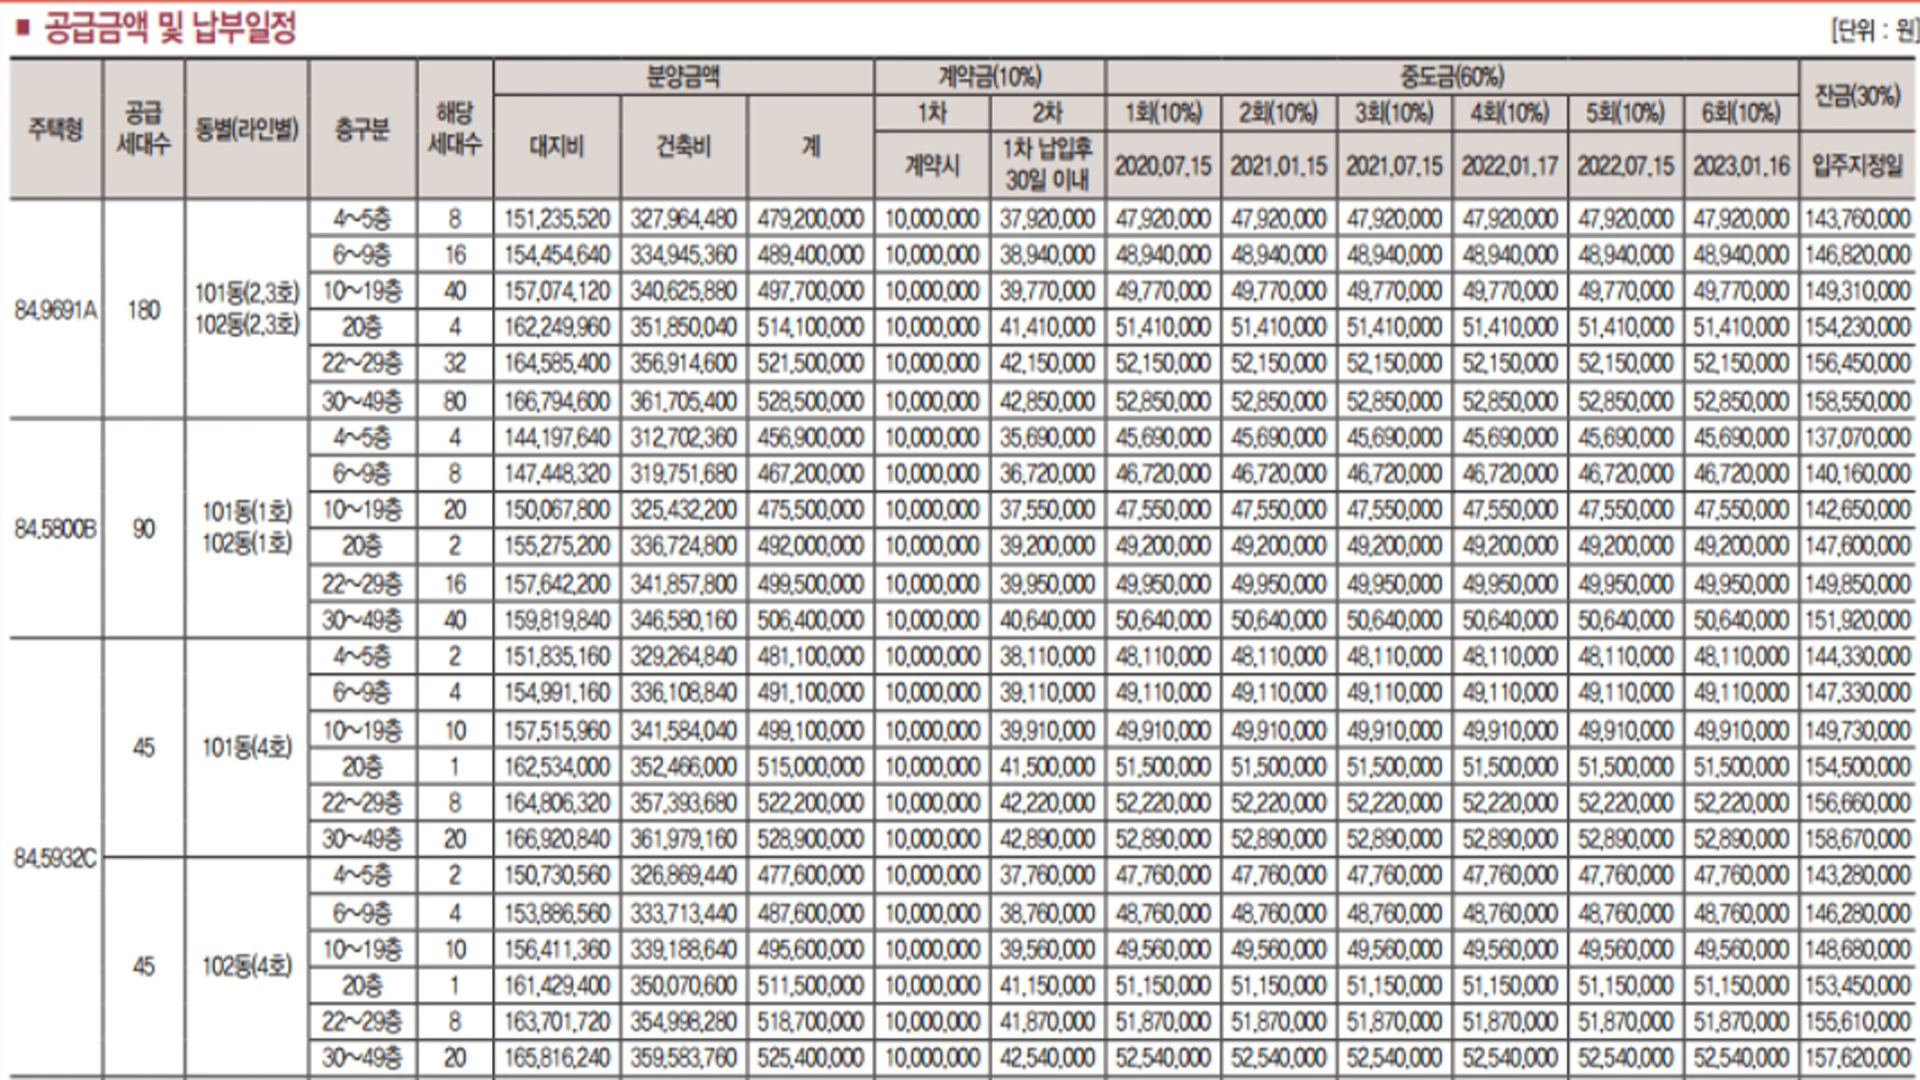 ■ 공급금액 및 납부일정
[단위 : 원]
주택형 공급 세대수 동별(라인별) 층구분 해당 세대수 분양금액 계약금(10%) 중도금(60%) 잔금(30%)
대지비 건축비 계 1차 2차 1회(10%) 2회(10%) 3회(10%) 4회(10%) 5회(10%) 6회(10%)
계약시 1차 납입후 30일 이내 2020.07.15 2021.01.15 2021.07.15 2022.01.17 2022.07.15 2023.01.16 입주지정일
84.9691A 180 101동(2,3호) 102동(2,3호)
4~5층 8 151,235,520 327,964,480 479,200,000 10,000,000 37,920,000 47,920,000 47,920,000 47,920,000 47,920,000 47,920,000 47,920,000 143,760,000
6~9층 16 154,454,640 334,945,360 489,400,000 10,000,000 38,940,000 48,940,000 48,940,000 48,940,000 48,940,000 48,940,000 48,940,000 146,820,000
10~19층 40 157,074,120 340,625,880 497,700,000 10,000,000 39,770,000 49,770,000 49,770,000 49,770,000 49,770,000 49,770,000 49,770,000 149,310,000
20층 4 162,249,960 351,850,040 514,100,000 10,000,000 41,410,000 51,410,000 51,410,000 51,410,000 51,410,000 51,410,000 51,410,000 154,230,000
22~29층 32 164,585,400 356,914,600 521,500,000 10,000,000 42,150,000 52,150,000 52,150,000 52,150,000 52,150,000 52,150,000 52,150,000 156,450,000
30~49층 80 166,794,600 361,705,400 528,500,000 10,000,000 42,850,000 52,850,000 52,850,000 52,850,000 52,850,000 52,850,000 52,850,000 158,550,000
84.5800B 90 101동(1호) 102동(1호)
4~5층 4 144,197,640 312,702,360 456,900,000 10,000,000 35,690,000 45,690,000 45,690,000 45,690,000 45,690,000 45,690,000 45,690,000 137,070,000
6~9층 8 147,448,320 319,751,680 467,200,000 10,000,000 36,720,000 46,720,000 46,720,000 46,720,000 46,720,000 46,720,000 46,720,000 140,160,000
10~19층 20 150,067,800 325,432,200 475,500,000 10,000,000 37,550,000 47,550,000 47,550,000 47,550,000 47,550,000 47,550,000 47,550,000 142,650,000
20층 2 155,275,200 336,724,800 492,000,000 10,000,000 39,200,000 49,200,000 49,200,000 49,200,000 49,200,000 49,200,000 49,200,000 147,600,000
22~29층 16 157,642,200 341,857,800 499,500,000 10,000,000 39,950,000 49,950,000 49,950,000 49,950,000 49,950,000 49,950,000 49,950,000 149,850,000
30~49층 40 159,819,840 346,580,160 506,400,000 10,000,000 40,640,000 50,640,000 50,640,000 50,640,000 50,640,000 50,640,000 50,640,000 151,920,000
84.5932C 45 101동(4호)
4~5층 2 151,835,160 329,264,840 481,100,000 10,000,000 38,110,000 48,110,000 48,110,000 48,110,000 48,110,000 48,110,000 48,110,000 144,330,000
6~9층 4 154,991,160 336,108,840 491,100,000 10,000,000 39,110,000 49,110,000 49,110,000 49,110,000 49,110,000 49,110,000 49,110,000 147,330,000
10~19층 10 157,515,960 341,584,040 499,100,000 10,000,000 39,910,000 49,910,000 49,910,000 49,910,000 49,910,000 49,910,000 49,910,000 149,730,000
20층 1 162,534,000 352,466,000 515,000,000 10,000,000 41,500,000 51,500,000 51,500,000 51,500,000 51,500,000 51,500,000 51,500,000 154,500,000
22~29층 8 164,806,320 357,393,680 522,200,000 10,000,000 42,220,000 52,220,000 52,220,000 52,220,000 52,220,000 52,220,000 52,220,000 156,660,000
30~49층 20 166,920,840 361,979,160 528,900,000 10,000,000 42,890,000 52,890,000 52,890,000 52,890,000 52,890,000 52,890,000 52,890,000 158,670,000
45 102동(4호)
4~5층 2 150,730,560 326,869,440 477,600,000 10,000,000 37,760,000 47,760,000 47,760,000 47,760,000 47,760,000 47,760,000 47,760,000 143,280,000
6~9층 4 153,886,560 333,713,440 487,600,000 10,000,000 38,760,000 48,760,000 48,760,000 48,760,000 48,760,000 48,760,000 48,760,000 146,280,000
10~19층 10 156,411,360 339,188,640 495,600,000 10,000,000 39,560,000 49,560,000 49,560,000 49,560,000 49,560,000 49,560,000 49,560,000 148,680,000
20층 1 161,429,400 350,070,600 511,500,000 10,000,000 41,150,000 51,150,000 51,150,000 51,150,000 51,150,000 51,150,000 51,150,000 153,450,000
22~29층 8 163,701,720 354,998,280 518,700,000 10,000,000 41,870,000 51,870,000 51,870,000 51,870,000 51,870,000 51,870,000 51,870,000 155,610,000
30~49층 20 165,816,240 359,583,760 525,400,000 10,000,000 42,540,000 52,540,000 52,540,000 52,540,000 52,540,000 52,540,000 52,540,000 157,620,000